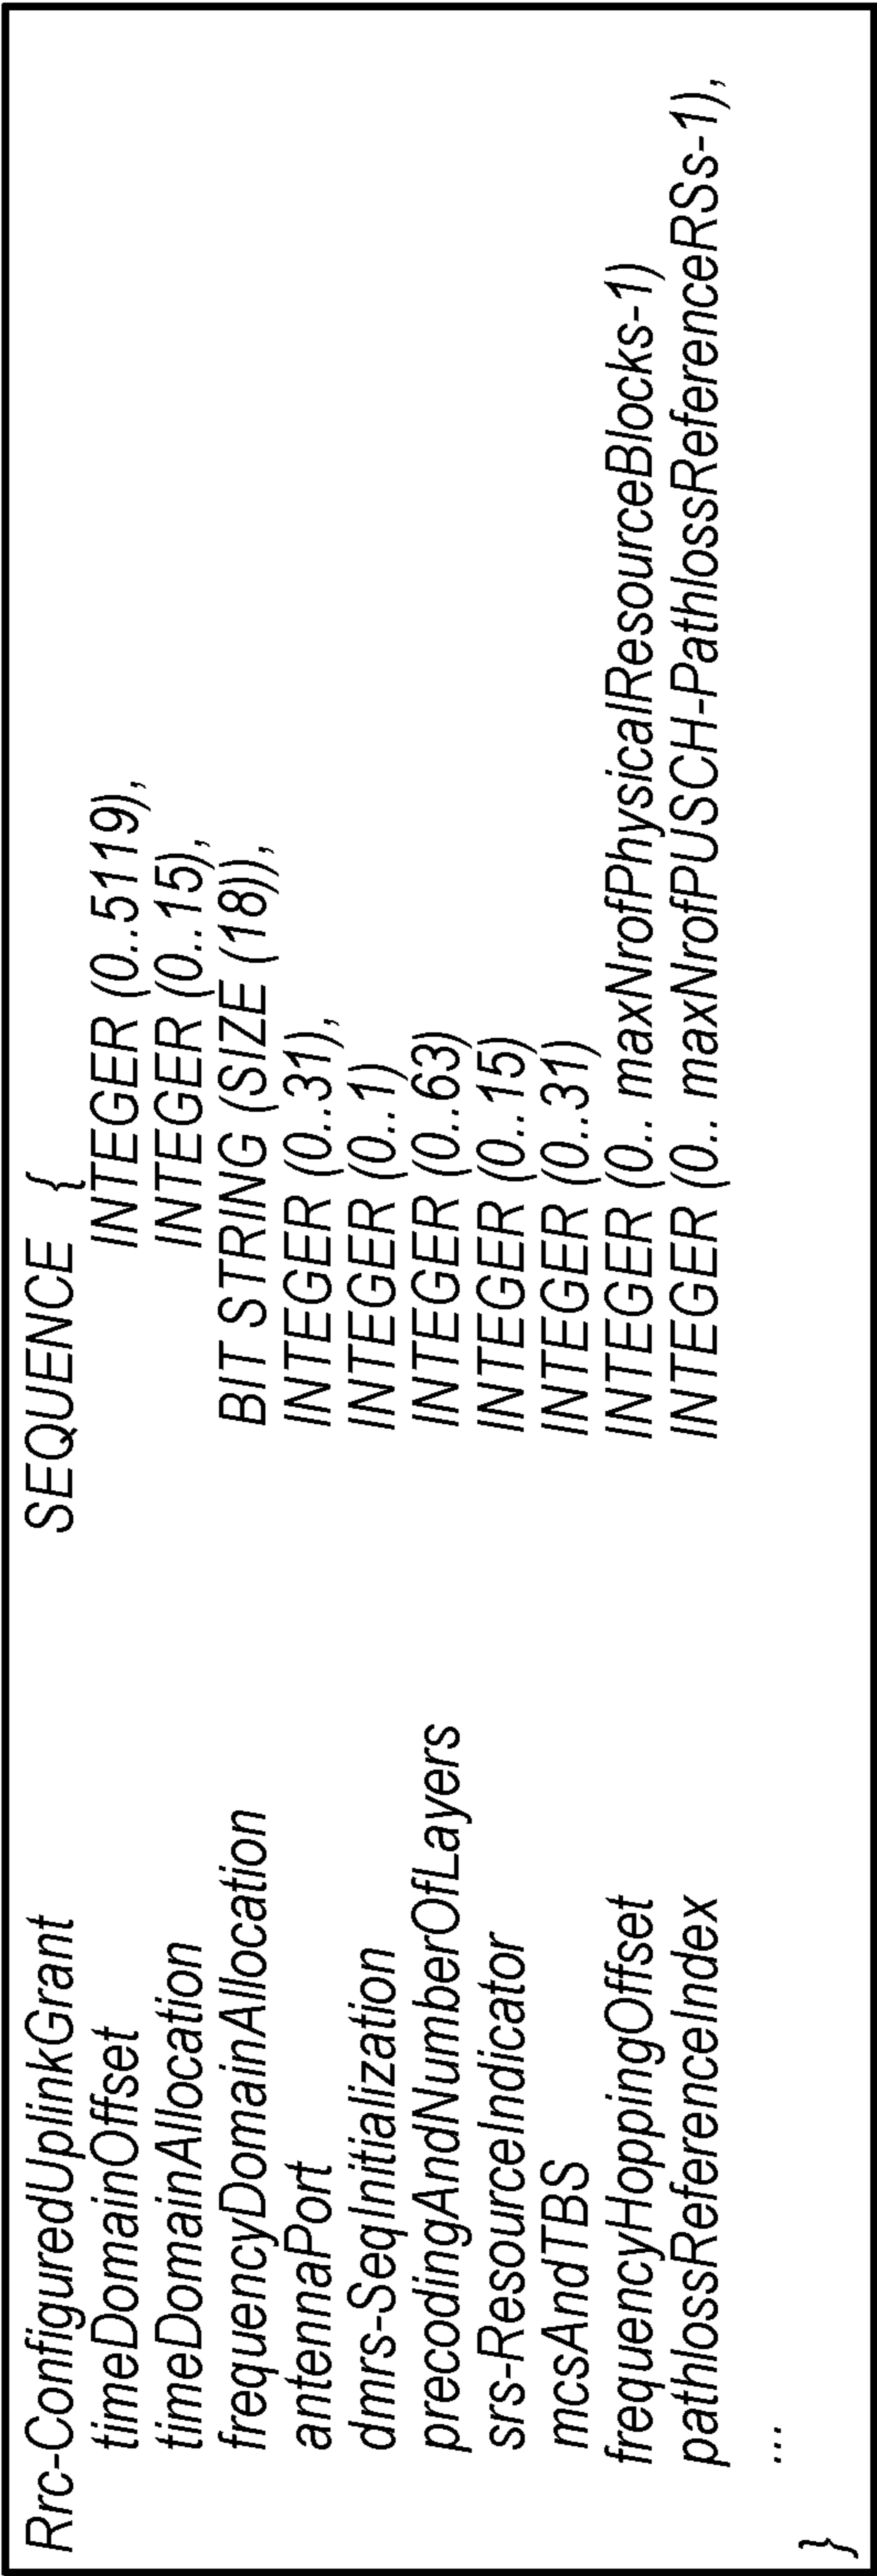 Rrc-ConfiguredUplinkGrant SEQUENCE {
timeDomainOffset INTEGER (0..5119),
timeDomainAllocation INTEGER (0..15),
frequencyDomainAllocation BIT STRING (SIZE (18)),
antennaPort INTEGER (0..31),
dmrs-SeqInitialization INTEGER (0..1)
precodingAndNumberOfLayers INTEGER (0..63)
srs-ResourceIndicator INTEGER (0..15)
mcsAndTBS INTEGER (0..31)
frequencyHoppingOffset INTEGER (0.. maxNrofPhysicalResourceBlocks-1)
pathlossReferenceIndex INTEGER (0.. maxNrofPUSCH-PathlossReferenceRSs-1),
...
}